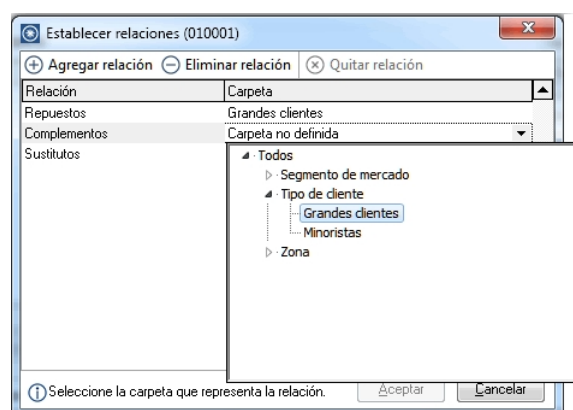 Establecer relaciones (010001)
Agregar relación Eliminar relación Quitar relación
Relación Carpeta
Repuestos Grandes clientes
Complementos Carpeta no definida
Sustitutos
Todos
Segmento de mercado
Tipo de cliente
Grandes clientes
Minoristas
Zona
Seleccione la carpeta que representa la relación. Aceptar Cancelar